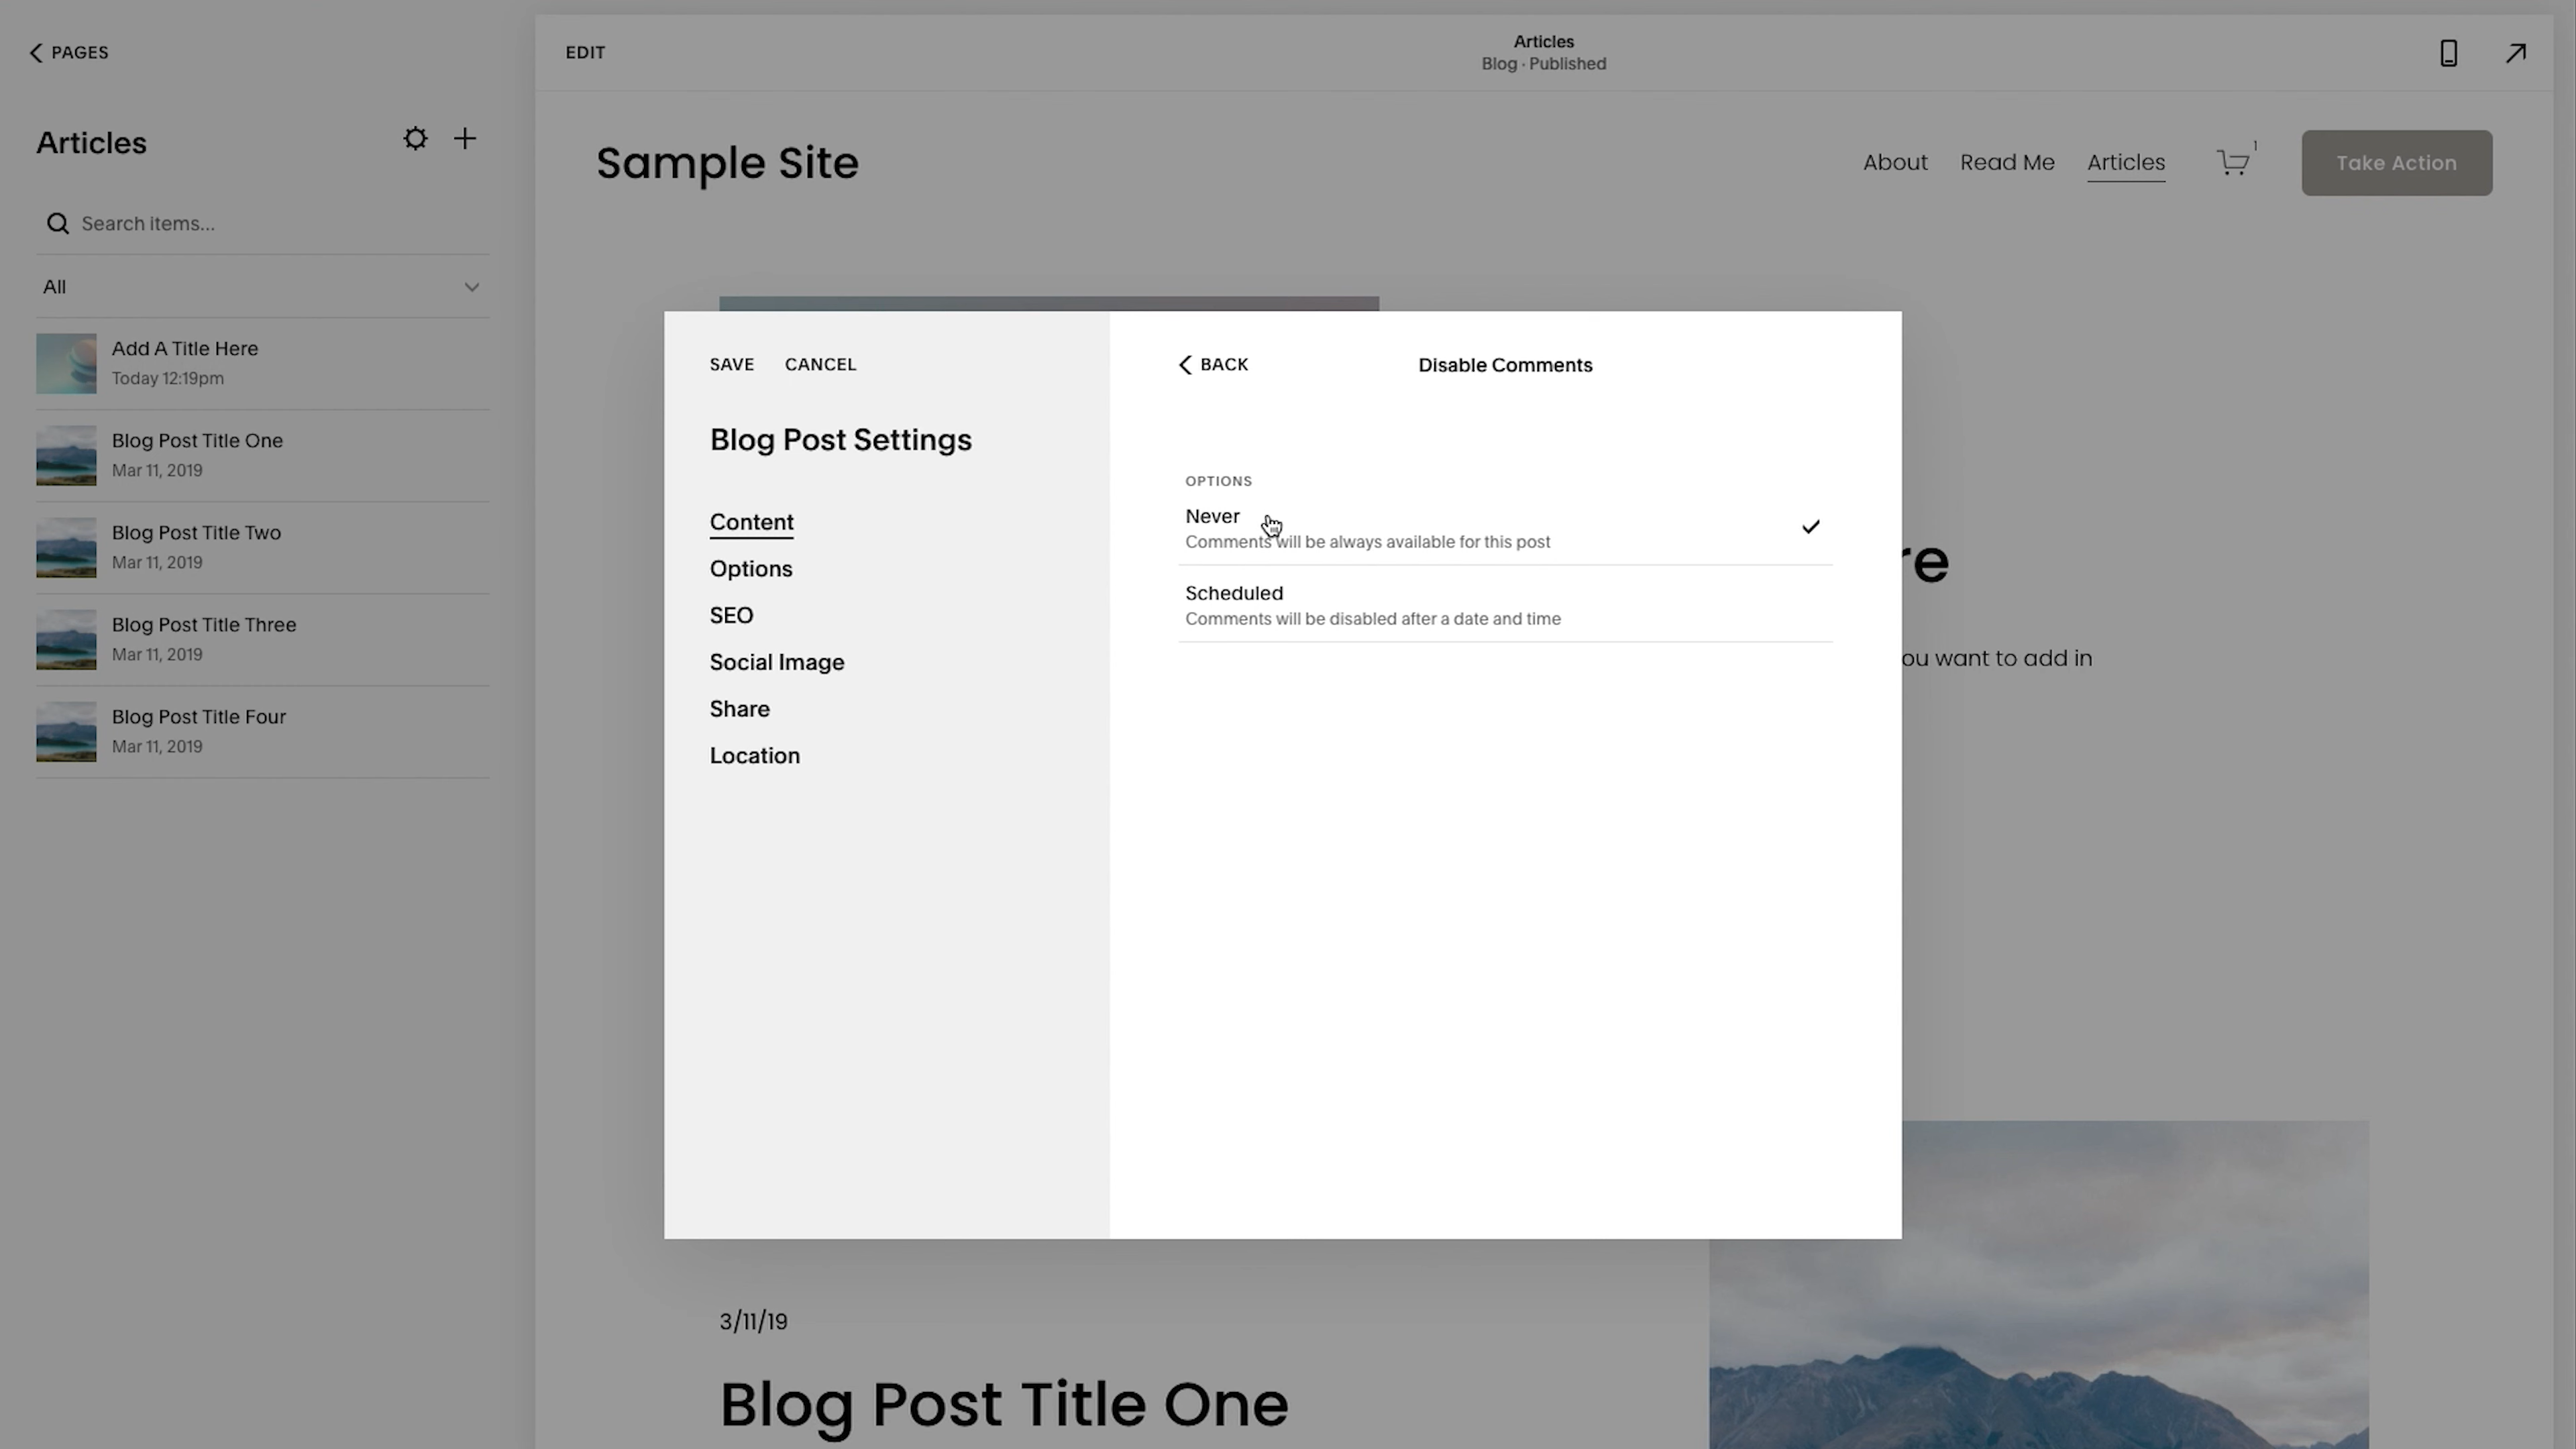 PAGES
EDIT
Articles
Blog · Published
Articles
Sample Site
About
Read Me
Articles
1
Take Action
Search items...
All
Add A Title Here
Today 12:19pm
Blog Post Title One
Mar 11, 2019
Blog Post Title Two
Mar 11, 2019
Blog Post Title Three
Mar 11, 2019
Blog Post Title Four
Mar 11, 2019
SAVE
CANCEL
Blog Post Settings
Content
Options
SEO
Social Image
Share
Location
BACK
Disable Comments
OPTIONS
Never
Comments will be always available for this post
Scheduled
Comments will be disabled after a date and time
want to add in
3/11/19
Blog Post Title One